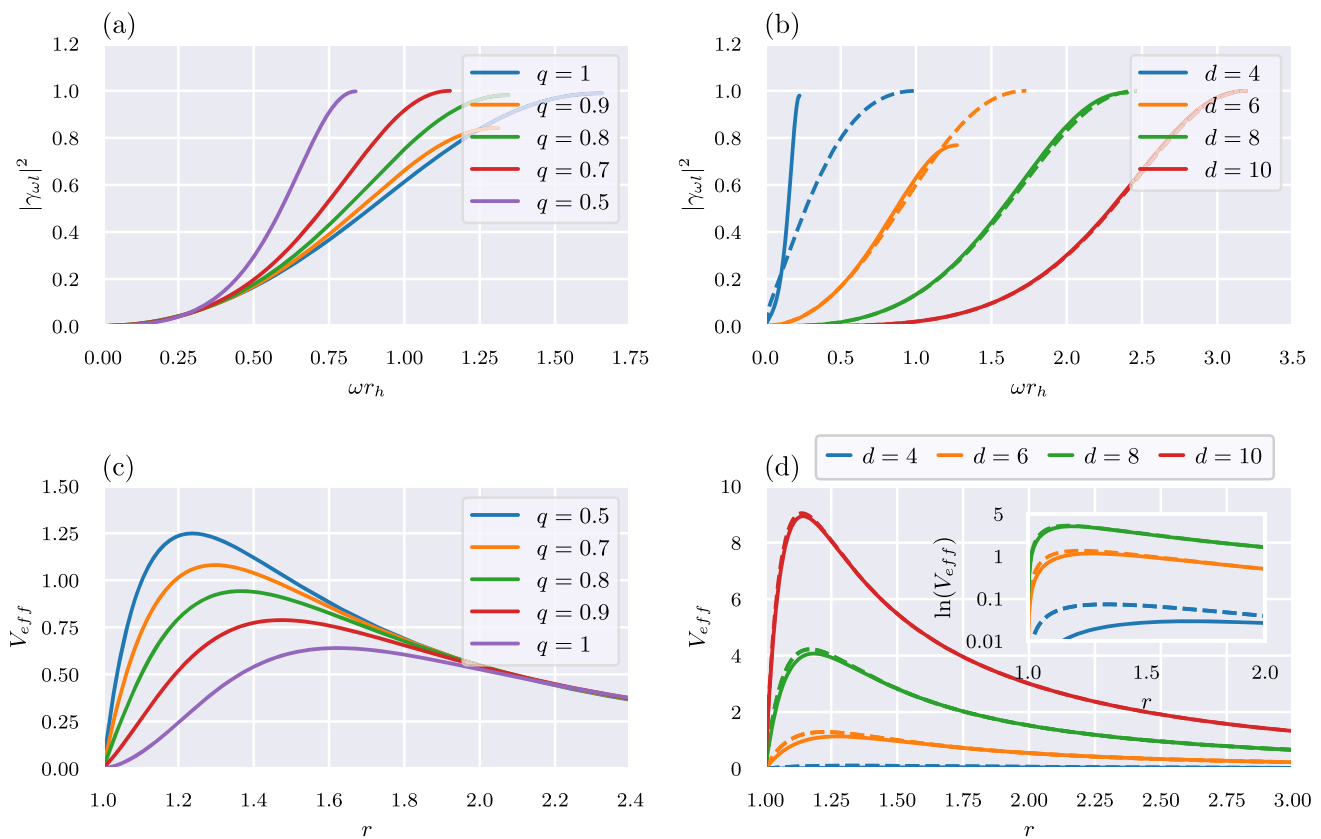 (a)
1.2
1.0
0.8
0.6
0.4
0.2
0.0
|γωl|²
q = 1
q = 0.9
q = 0.8
q = 0.7
q = 0.5
0.00 0.25 0.50 0.75 1.00 1.25 1.50 1.75
ωrh
(b)
1.2
1.0
0.8
0.6
0.4
0.2
0.0
|γωl|²
d = 4
d = 6
d = 8
d = 10
0.0 0.5 1.0 1.5 2.0 2.5 3.0 3.5
ωrh
(c)
1.50
1.25
1.00
0.75
0.50
0.25
0.00
Veff
q = 0.5
q = 0.7
q = 0.8
q = 0.9
q = 1
1.0 1.2 1.4 1.6 1.8 2.0 2.2 2.4
r
(d)
d = 4 d = 6 d = 8 d = 10
10
8
6
4
2
0
Veff
5
1
0.1
0.01
ln(Veff)
1.0 1.5 2.0
r
1.00 1.25 1.50 1.75 2.00 2.25 2.50 2.75 3.00
r